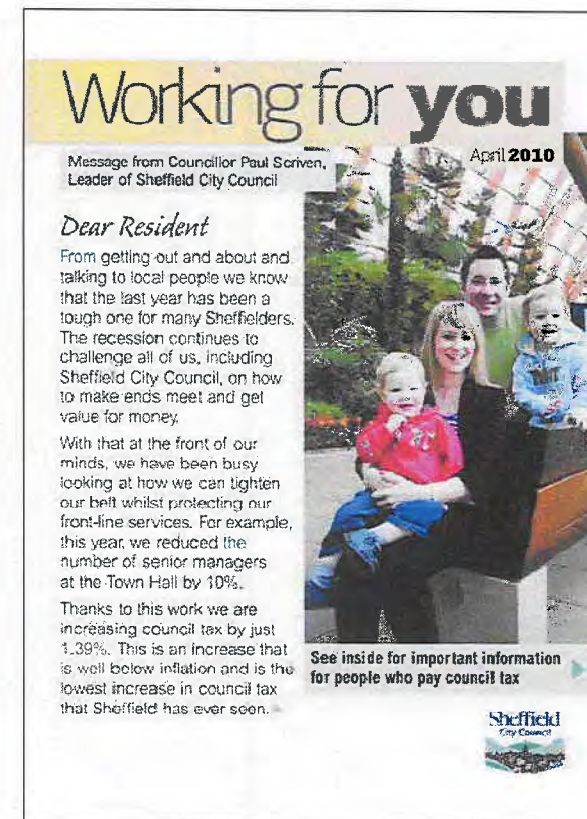 Working for you
April 2010
Message from Councillor Paul Scriven,
Leader of Sheffield City Council
Dear Resident
From getting out and about and
talking to local people we know
that the last year has been a
tough one for many Sheffielders.
The recession continues to
challenge all of us, including
Sheffield City Council, on how
to make ends meet and get
value for money.
With that at the front of our
minds, we have been busy
looking at how we can tighten
our belt whilst protecting our
front-line services. For example,
this year, we reduced the
number of senior managers
at the Town Hall by 10%.
Thanks to this work we are
increasing council tax by just
1.39%. This is an increase that
is well below inflation and is the
lowest increase in council tax
that Sheffield has ever seen.
See inside for important information
for people who pay council tax
Sheffield
City Council